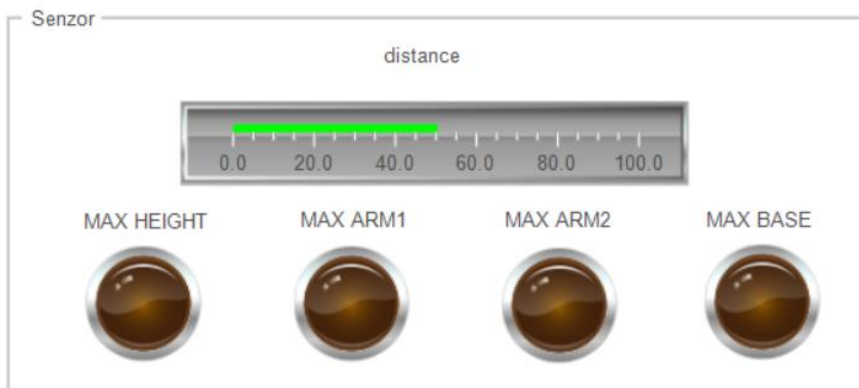 Senzor
distance
0.0 20.0 40.0 60.0 80.0 100.0
MAX HEIGHT MAX ARM1 MAX ARM2 MAX BASE